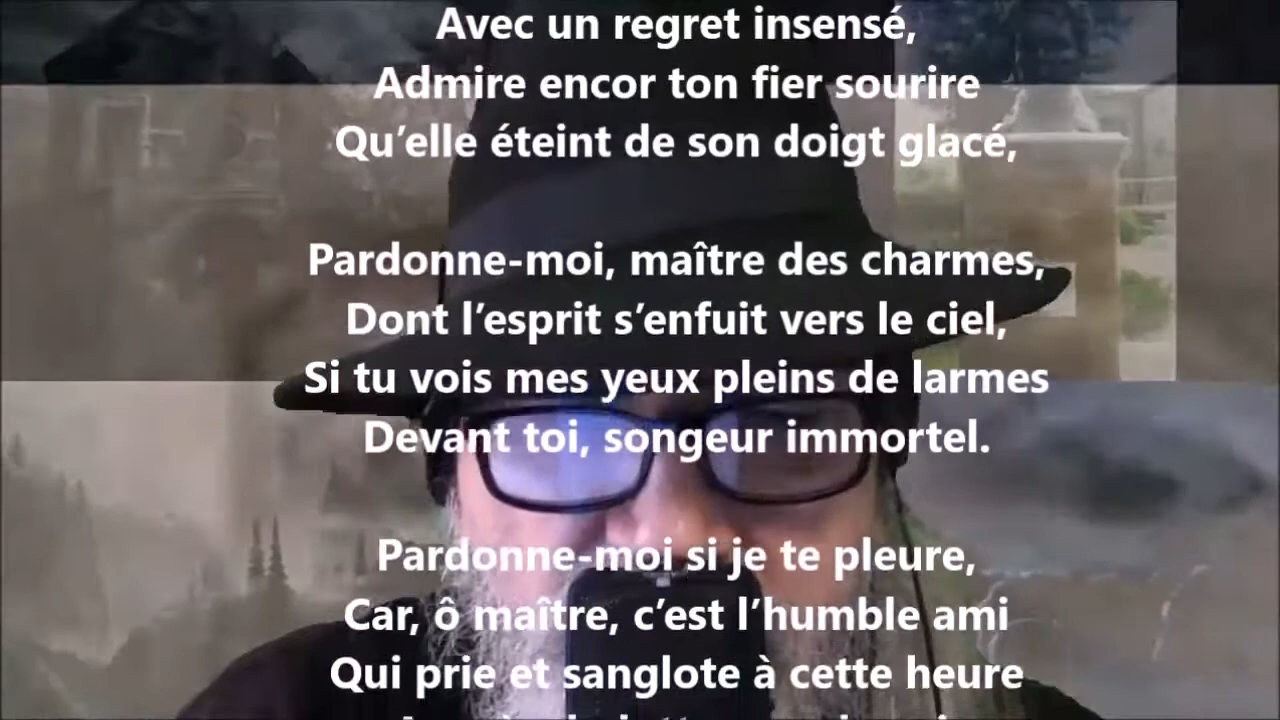 Avec un regret insensé,
Admire encor ton fier sourire
Qu’elle éteint de son doigt glacé,
Pardonne-moi, maître des charmes,
Dont l’esprit s’enfuit vers le ciel,
Si tu vois mes yeux pleins de larmes
Devant toi, songeur immortel.
Pardonne-moi si je te pleure,
Car, ô maître, c’est l’humble ami
Qui prie et sanglote à cette heure